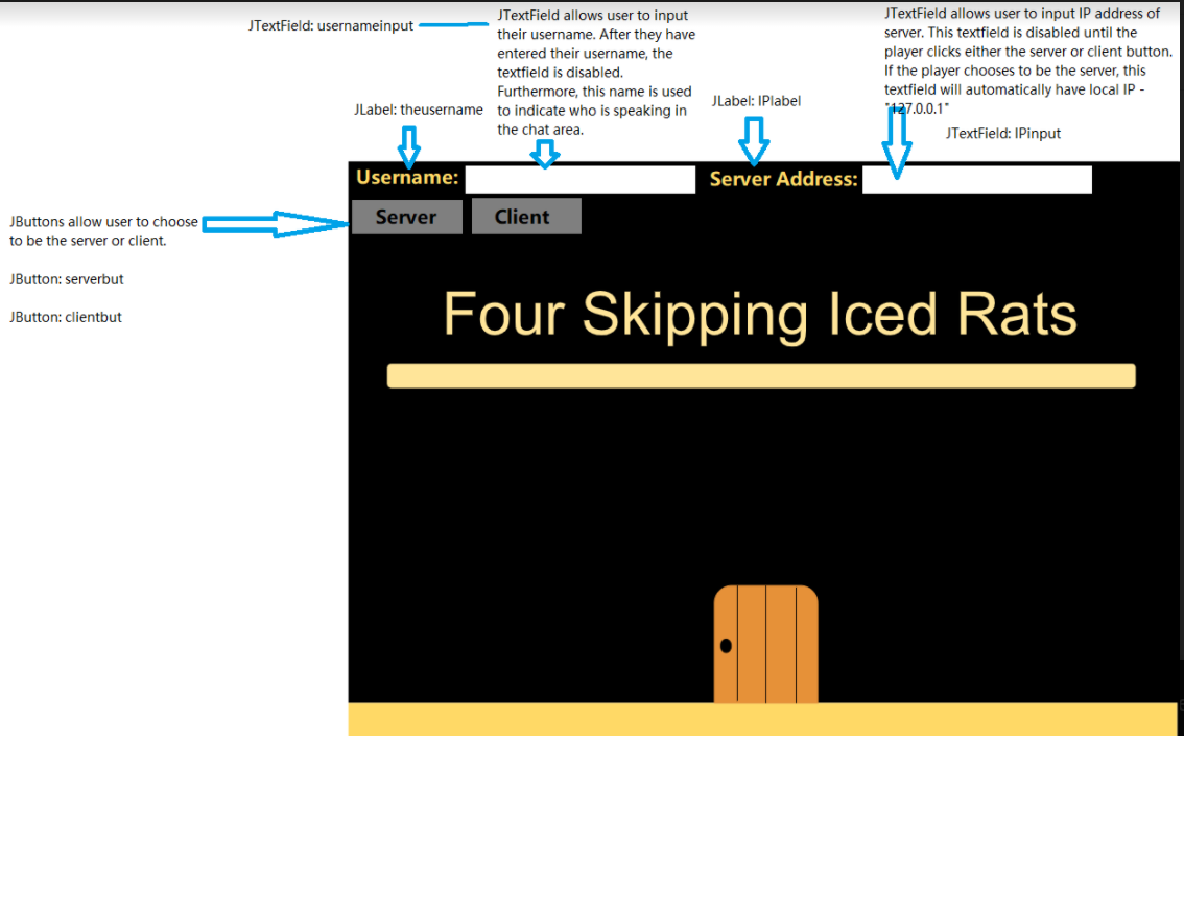 JTextField: usernameinput
JTextField allows user to input
their username. After they have
entered their username, the
textfield is disabled.
Furthermore, this name is used
to indicate who is speaking in
the chat area.
JTextField allows user to input IP address of
server. This textfield is disabled until the
player clicks either the server or client button.
If the player chooses to be the server, this
textfield will automatically have local IP -
"127.0.0.1"
JLabel: theusername
JLabel: IPlabel
JTextField: IPinput
Username:
Server Address:
Server
Client
JButtons allow user to choose
to be the server or client.
JButton: serverbut
JButton: clientbut
Four Skipping Iced Rats